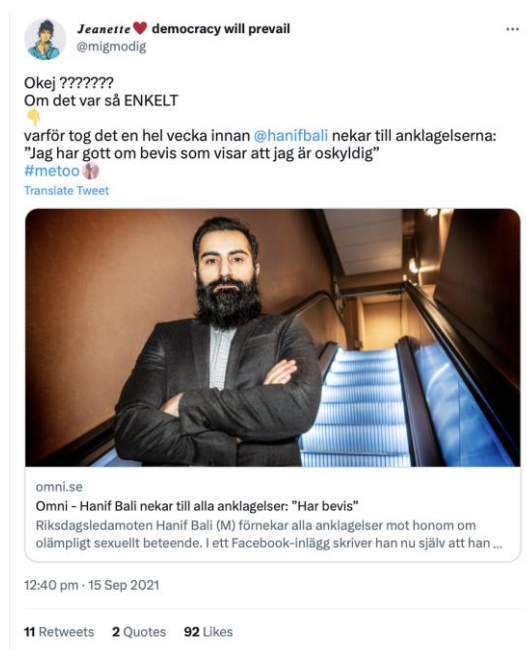 Jeanette❤️ democracy will prevail
@migmodig
Okej ???????
Om det var så ENKELT
👇
varför tog det en hel vecka innan @hanifbali nekar till anklagelserna:
”Jag har gott om bevis som visar att jag är oskyldig”
#metoo
Translate Tweet
omni.se
Omni - Hanif Bali nekar till alla anklagelser: ”Har bevis”
Riksdagsledamoten Hanif Bali (M) förnekar alla anklagelser mot honom om
olämpligt sexuellt beteende. I ett Facebook-inlägg skriver han nu själv att han ...
12:40 pm · 15 Sep 2021
11 Retweets 2 Quotes 92 Likes